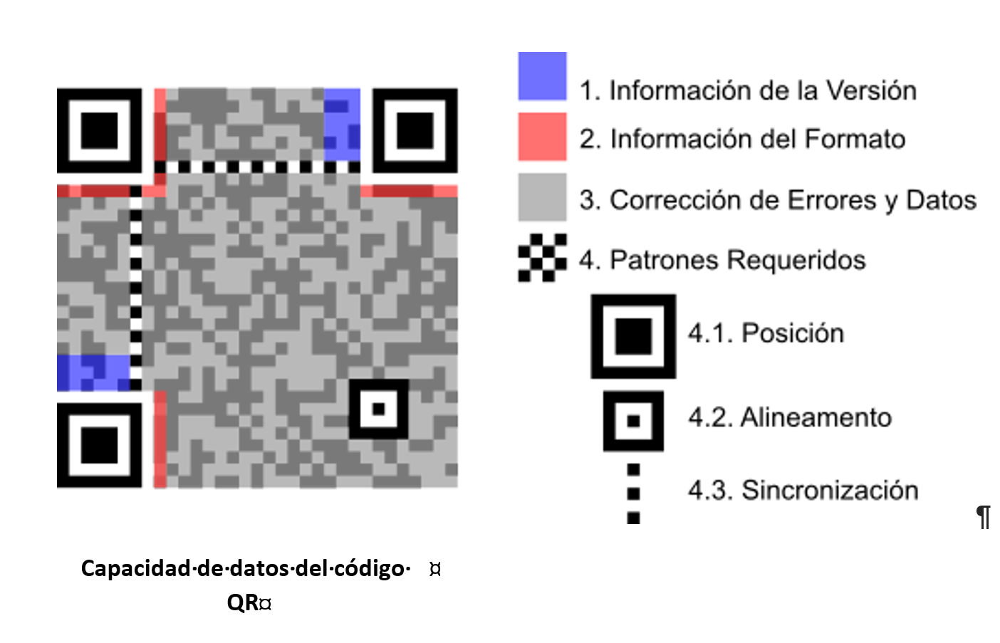 1. Información de la Versión
2. Información del Formato
3. Corrección de Errores y Datos
4. Patrones Requeridos
4.1. Posición
4.2. Alineamento
4.3. Sincronización
¶
Capacidad·de·datos·del·código· ¤
QR¤